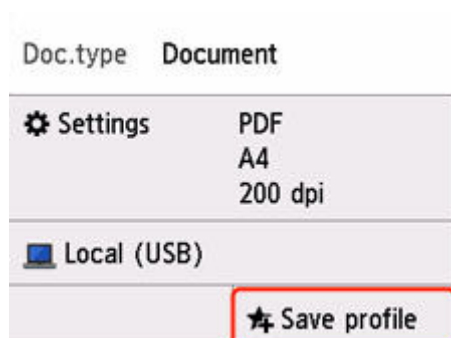 Doc.type Document
Settings PDF
A4
200 dpi
Local (USB)
Save profile